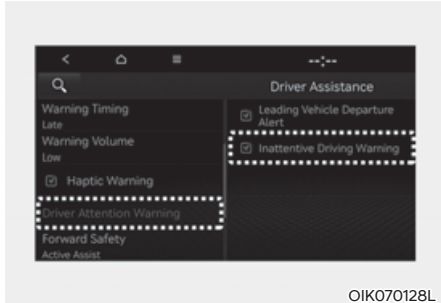 --:--
Driver Assistance
Warning Timing
Late
Warning Volume
Low
Haptic Warning
Driver Attention Warning
Forward Safety
Active Assist
Leading Vehicle Departure
Alert
Inattentive Driving Warning
OIK070128L